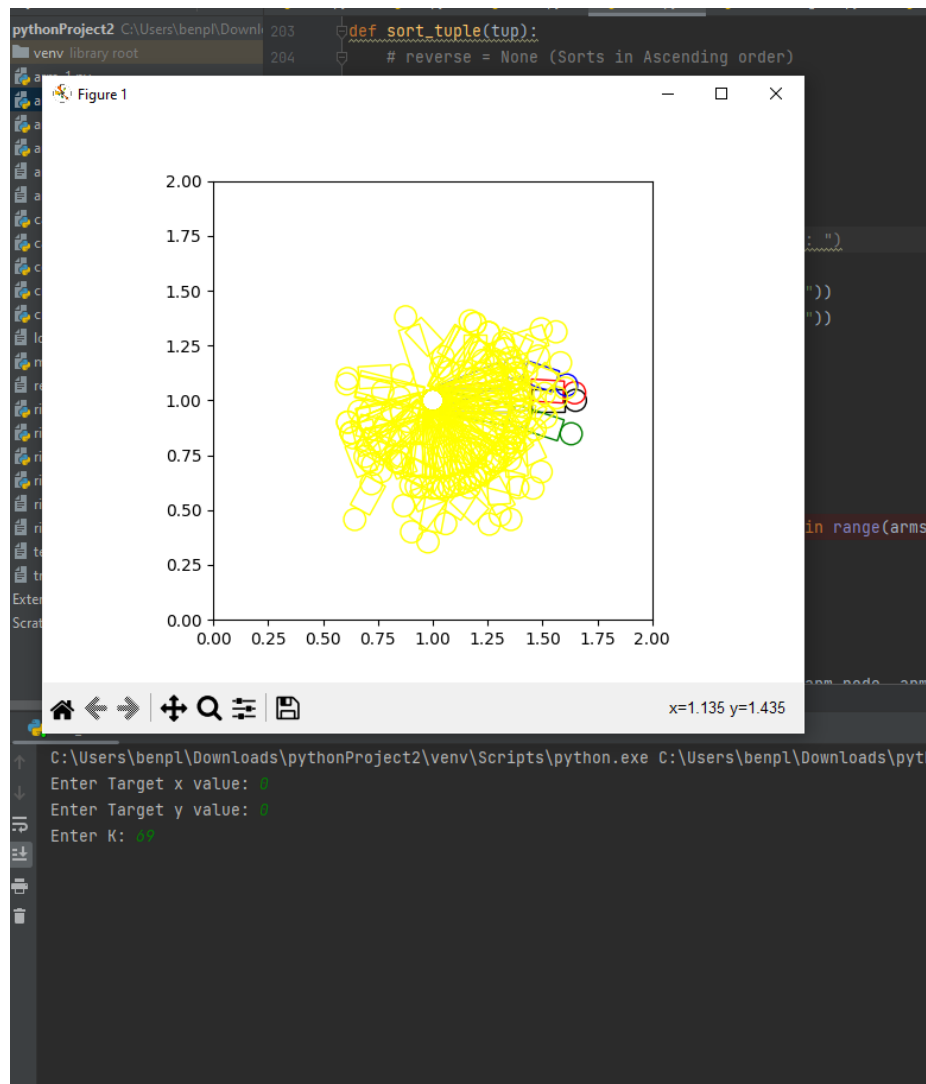 pythonProject2 C:\Users\benpl\Downl
venv library root
203 def sort_tuple(tup):
204 # reverse = None (Sorts in Ascending order)
Figure 1
: ")
"))
"))
in range(arms
2.00
1.75
1.50
1.25
1.00
0.75
0.50
0.25
0.00
0.00 0.25 0.50 0.75 1.00 1.25 1.50 1.75 2.00
x=1.135 y=1.435
C:\Users\benpl\Downloads\pythonProject2\venv\Scripts\python.exe C:\Users\benpl\Downloads\pyt
Enter Target x value: 0
Enter Target y value: 0
Enter K: 69